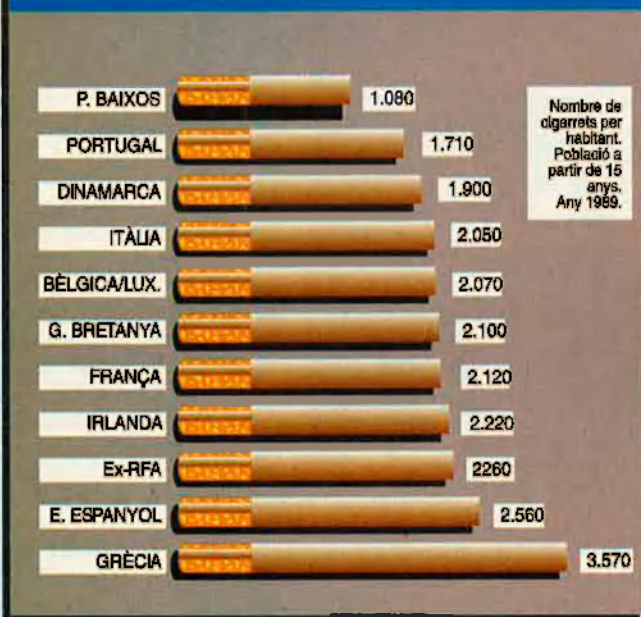 P. BAIXOS 1.080
PORTUGAL 1.710
DINAMARCA 1.900
ITÀLIA 2.050
BÈLGICA/LUX. 2.070
G. BRETANYA 2.100
FRANÇA 2.120
IRLANDA 2.220
Ex-RFA 2260
E. ESPANYOL 2.560
GRÈCIA 3.570
Nombre de
cigarrets per
habitant.
Població a
partir de 15
anys.
Any 1989.